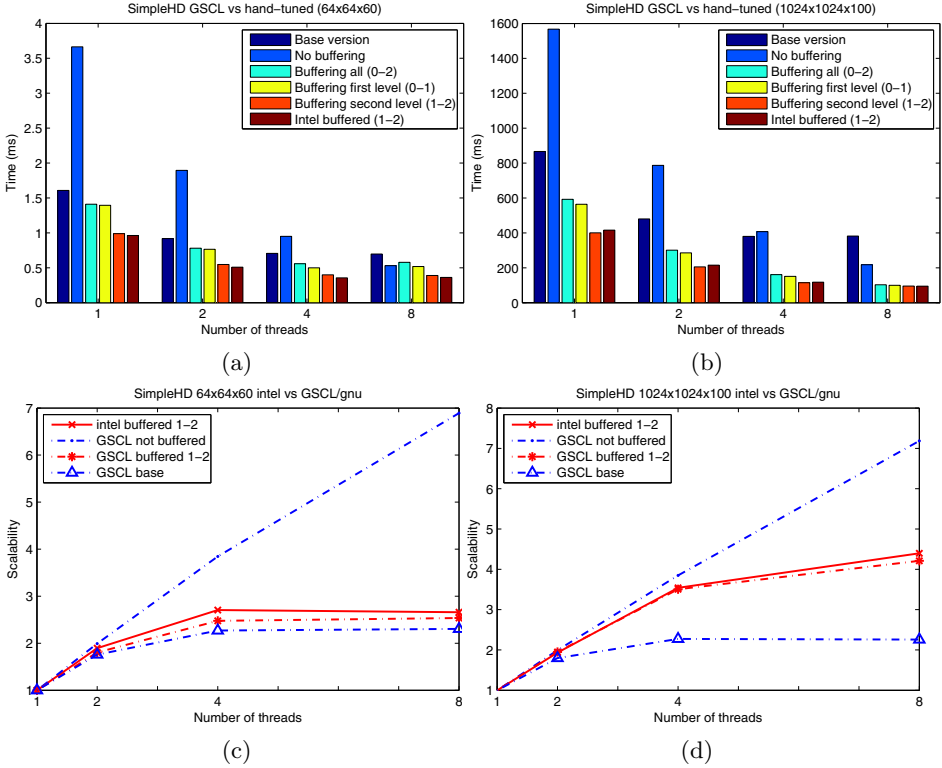 SimpleHD GSCL vs hand-tuned (64x64x60)
4
3.5
3
2.5
2
1.5
1
0.5
0
Time (ms)
Base version
No buffering
Buffering all (0-2)
Buffering first level (0-1)
Buffering second level (1-2)
Intel buffered (1-2)
1
2
4
8
Number of threads
(a)
SimpleHD GSCL vs hand-tuned (1024x1024x100)
1600
1400
1200
1000
800
600
400
200
0
Time (ms)
Base version
No buffering
Buffering all (0-2)
Buffering first level (0-1)
Buffering second level (1-2)
Intel buffered (1-2)
1
2
4
8
Number of threads
(b)
SimpleHD 64x64x60 intel vs GSCL/gnu
7
6
5
4
3
2
1
Scalability
intel buffered 1-2
GSCL not buffered
GSCL buffered 1-2
GSCL base
1
2
4
8
Number of threads
(c)
SimpleHD 1024x1024x100 intel vs GSCL/gnu
8
7
6
5
4
3
2
1
Scalability
intel buffered 1-2
GSCL not buffered
GSCL buffered 1-2
GSCL base
1
2
4
8
Number of threads
(d)